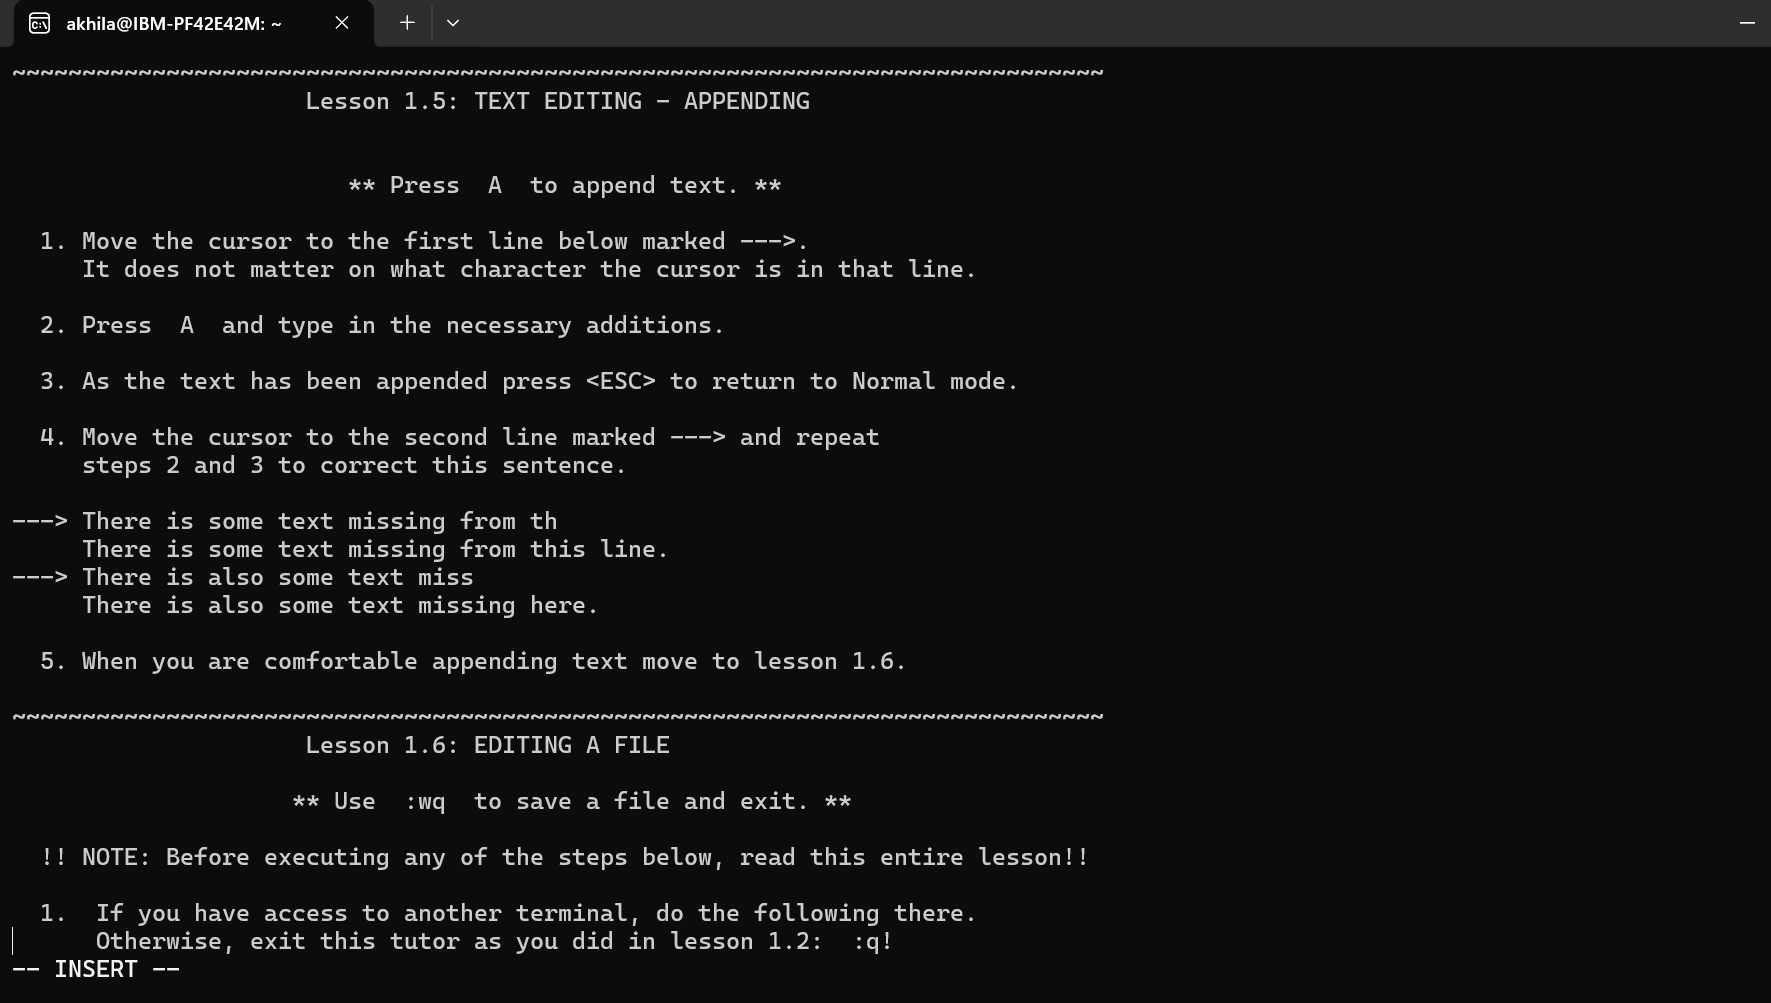 akhila@IBM-PF42E42M: ~
~~~~~~~~~~~~~~~~~~~~~~~~~~~~~~~~~~~~~~~~~~~~~~~~~~~~~~~~~~~~~~~~~~~~~~~~~~~~~~
Lesson 1.5: TEXT EDITING - APPENDING
** Press  A  to append text. **
1. Move the cursor to the first line below marked --->.
It does not matter on what character the cursor is in that line.
2. Press  A  and type in the necessary additions.
3. As the text has been appended press <ESC> to return to Normal mode.
4. Move the cursor to the second line marked ---> and repeat
steps 2 and 3 to correct this sentence.
---> There is some text missing from th
There is some text missing from this line.
---> There is also some text miss
There is also some text missing here.
5. When you are comfortable appending text move to lesson 1.6.
~~~~~~~~~~~~~~~~~~~~~~~~~~~~~~~~~~~~~~~~~~~~~~~~~~~~~~~~~~~~~~~~~~~~~~~~~~~~~~
Lesson 1.6: EDITING A FILE
** Use  :wq  to save a file and exit. **
!! NOTE: Before executing any of the steps below, read this entire lesson!!
1.  If you have access to another terminal, do the following there.
Otherwise, exit this tutor as you did in lesson 1.2:  :q!
-- INSERT --